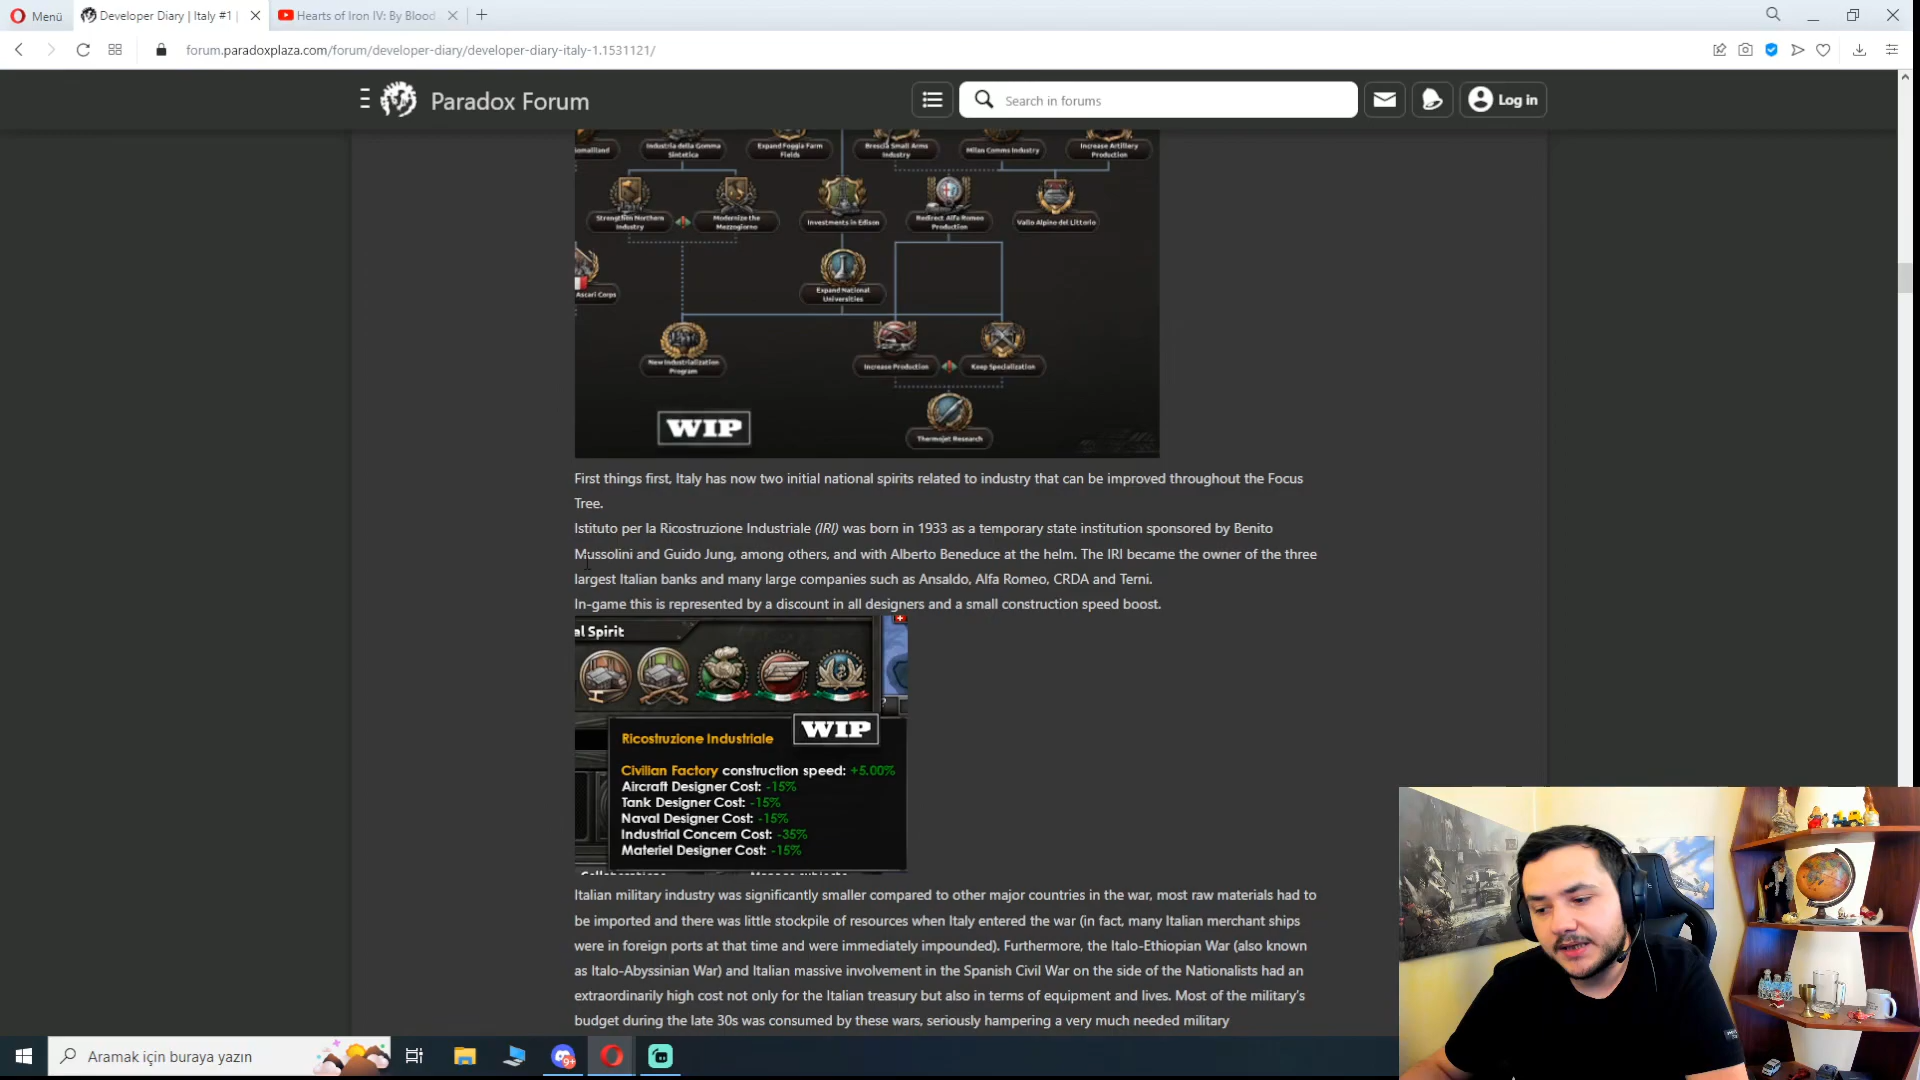 Menü
Developer Diary | Italy #1 |
Hearts of Iron IV: By Blood
forum.paradoxplaza.com/forum/developer-diary/developer-diary-italy-1.1531121/
Paradox Forum
Search in forums
Log in
Somaliland
Industria della Gomma Sintetica
Expand Foggia Farm Fields
Brescia Small Arms Industry
Milan Comms Industry
Increase Artillery Production
Strengthen Northern Industry
Modernize the Mezzogiorno
Investments in Edison
Redirect Alfa Romeo Production
Vallo Alpino del Littorio
Ascari Corps
Expand National Universities
New Industrialization Program
Increase Production
Keep Specialization
WIP
Thermojet Research
First things first, Italy has now two initial national spirits related to industry that can be improved throughout the Focus
Tree.
Istituto per la Ricostruzione Industriale (IRI) was born in 1933 as a temporary state institution sponsored by Benito
Mussolini and Guido Jung, among others, and with Alberto Beneduce at the helm. The IRI became the owner of the three
largest Italian banks and many large companies such as Ansaldo, Alfa Romeo, CRDA and Terni.
In-game this is represented by a discount in all designers and a small construction speed boost.
al Spirit
WIP
Ricostruzione Industriale
Civilian Factory construction speed: +5.00%
Aircraft Designer Cost: -15%
Tank Designer Cost: -15%
Naval Designer Cost: -15%
Industrial Concern Cost: -35%
Materiel Designer Cost: -15%
Italian military industry was significantly smaller compared to other major countries in the war, most raw materials had to
be imported and there was little stockpile of resources when Italy entered the war (in fact, many Italian merchant ships
were in foreign ports at that time and were immediately impounded). Furthermore, the Italo-Ethiopian War (also known
as Italo-Abyssinian War) and Italian massive involvement in the Spanish Civil War on the side of the Nationalists had an
extraordinarily high cost not only for the Italian treasury but also in terms of equipment and lives. Most of the military's
budget during the late 30s was consumed by these wars, seriously hampering a very much needed military
Aramak için buraya yazın
9+